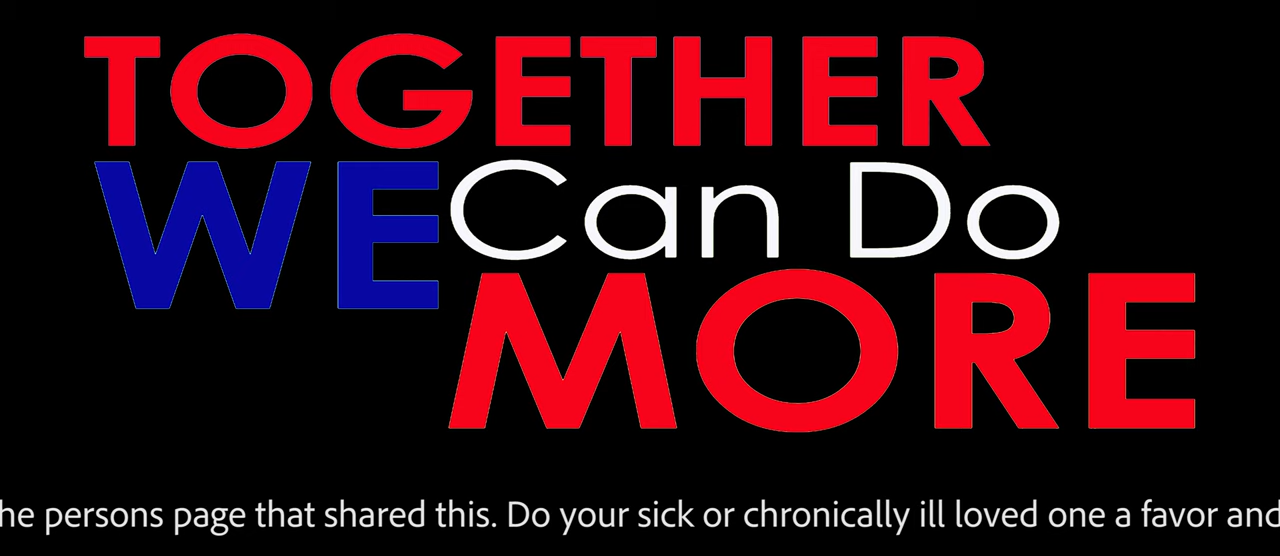 TOGETHER
WE Can Do
MORE
he persons page that shared this. Do your sick or chronically ill loved one a favor and